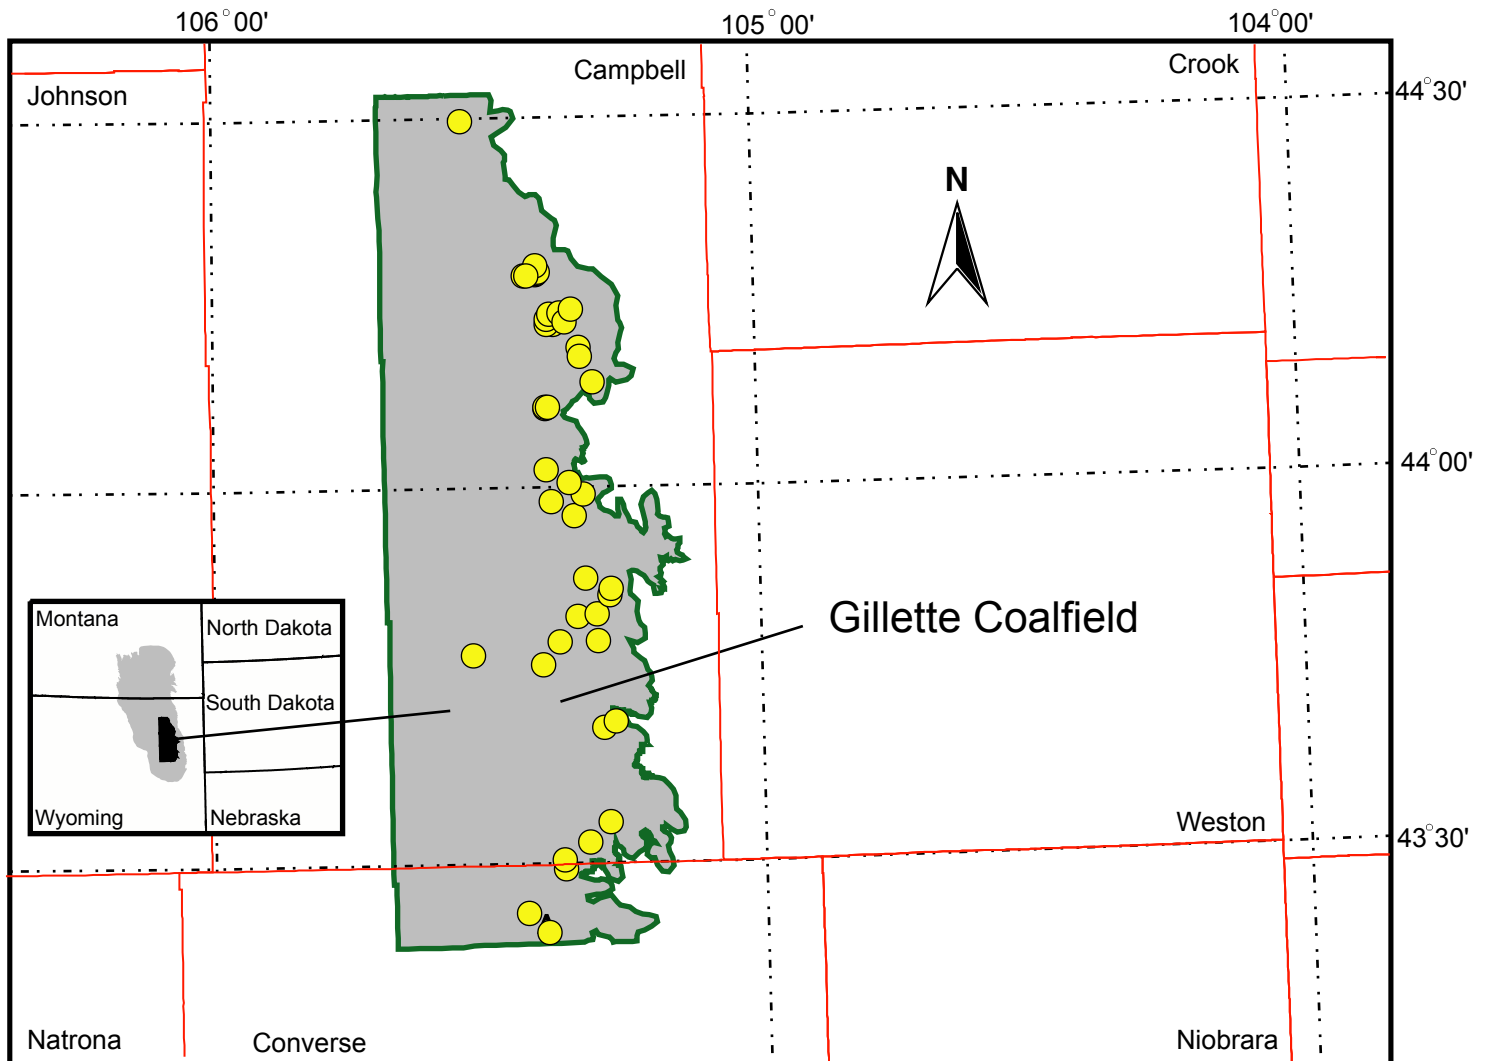 106°00'
105°00'
104°00'
Johnson
Campbell
Crook
44°30'
N
44°00'
Gillette Coalfield
Montana
North Dakota
South Dakota
Wyoming
Nebraska
Weston
43°30'
Natrona
Converse
Niobrara